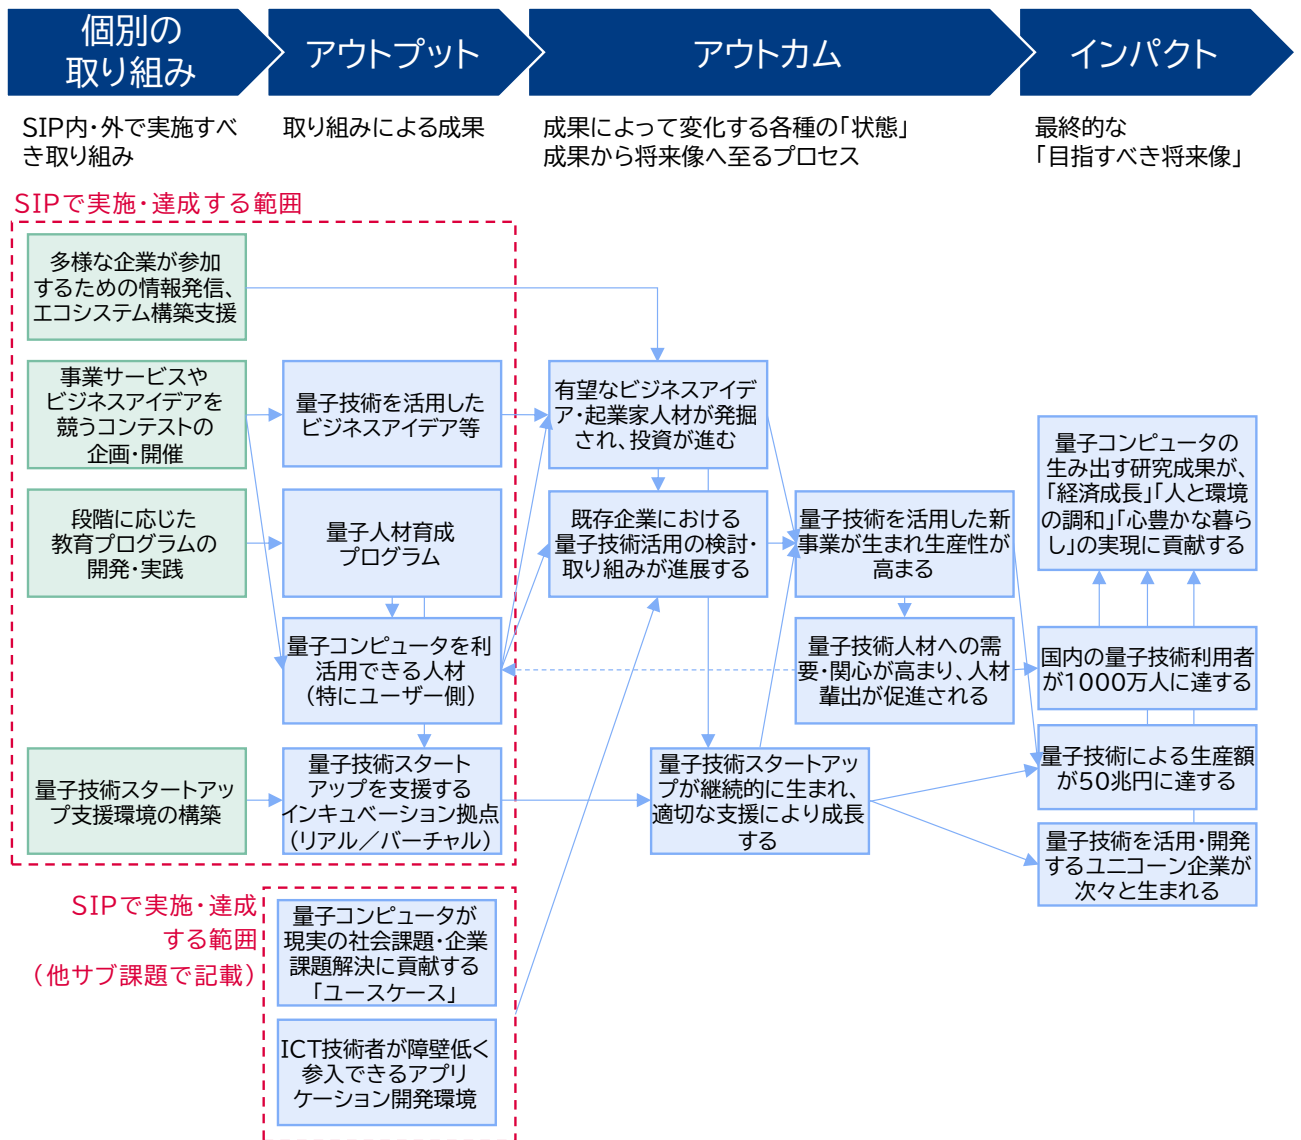 個別の
取り組み
アウトプット
アウトカム
インパクト
SIP内・外で実施すべ
き取り組み
取り組みによる成果
成果によって変化する各種の「状態」
成果から将来像へ至るプロセス
最終的な
「目指すべき将来像」
SIPで実施・達成する範囲
多様な企業が参加
するための情報発信、
エコシステム構築支援
事業サービスや
ビジネスアイデアを
競うコンテストの
企画・開催
量子技術を活用した
ビジネスアイデア等
有望なビジネスアイデ
ア・起業家人材が発掘
され、投資が進む
段階に応じた
教育プログラムの
開発・実践
量子人材育成
プログラム
既存企業における
量子技術活用の検討・
取り組みが進展する
量子技術を活用した新
事業が生まれ生産性が
高まる
量子コンピュータの
生み出す研究成果が、
「経済成長」「人と環境
の調和」「心豊かな暮ら
し」の実現に貢献する
量子コンピュータを利
活用できる人材
（特にユーザー側）
量子技術人材への需
要・関心が高まり、人材
輩出が促進される
国内の量子技術利用者
が1000万人に達する
量子技術スタートアッ
プ支援環境の構築
量子技術スタート
アップを支援する
インキュベーション拠点
（リアル／バーチャル）
量子技術スタートアッ
プが継続的に生まれ、
適切な支援により成長
する
量子技術による生産額
が50兆円に達する
量子技術を活用・開発
するユニコーン企業が
次々と生まれる
SIPで実施・達成
する範囲
（他サブ課題で記載）
量子コンピュータが
現実の社会課題・企業
課題解決に貢献する
「ユースケース」
ICT技術者が障壁低く
参入できるアプリ
ケーション開発環境